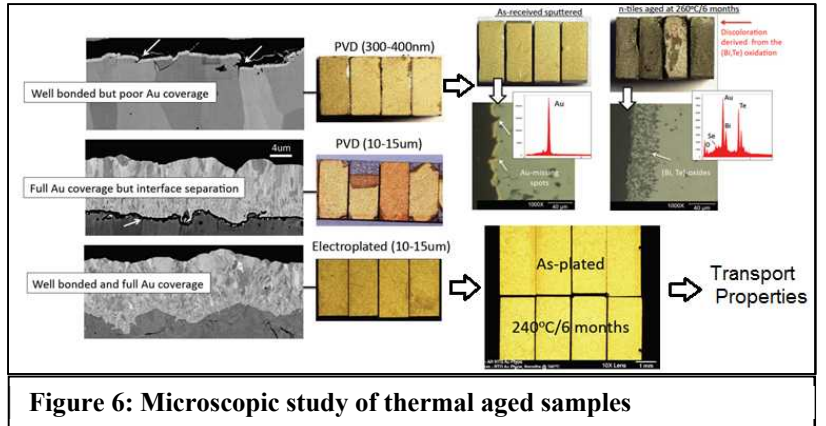 As-received sputtered
n-tiles aged at 260°C/6 months
PVD (300-400nm)
Discoloration
derived from the
(Bi,Te) oxidation
Well bonded but poor Au coverage
Au
Au
Te
Bi
Se
O
4um
PVD (10-15um)
Full Au coverage but interface separation
Au-missing
spots
(Bi, Te) oxides
1000X
40 µm
1000X
40 µm
Electroplated (10-15um)
Well bonded and full Au coverage
As-plated
240°C/6 months
Transport
Properties
10X Lens
1 mm
Figure 6: Microscopic study of thermal aged samples